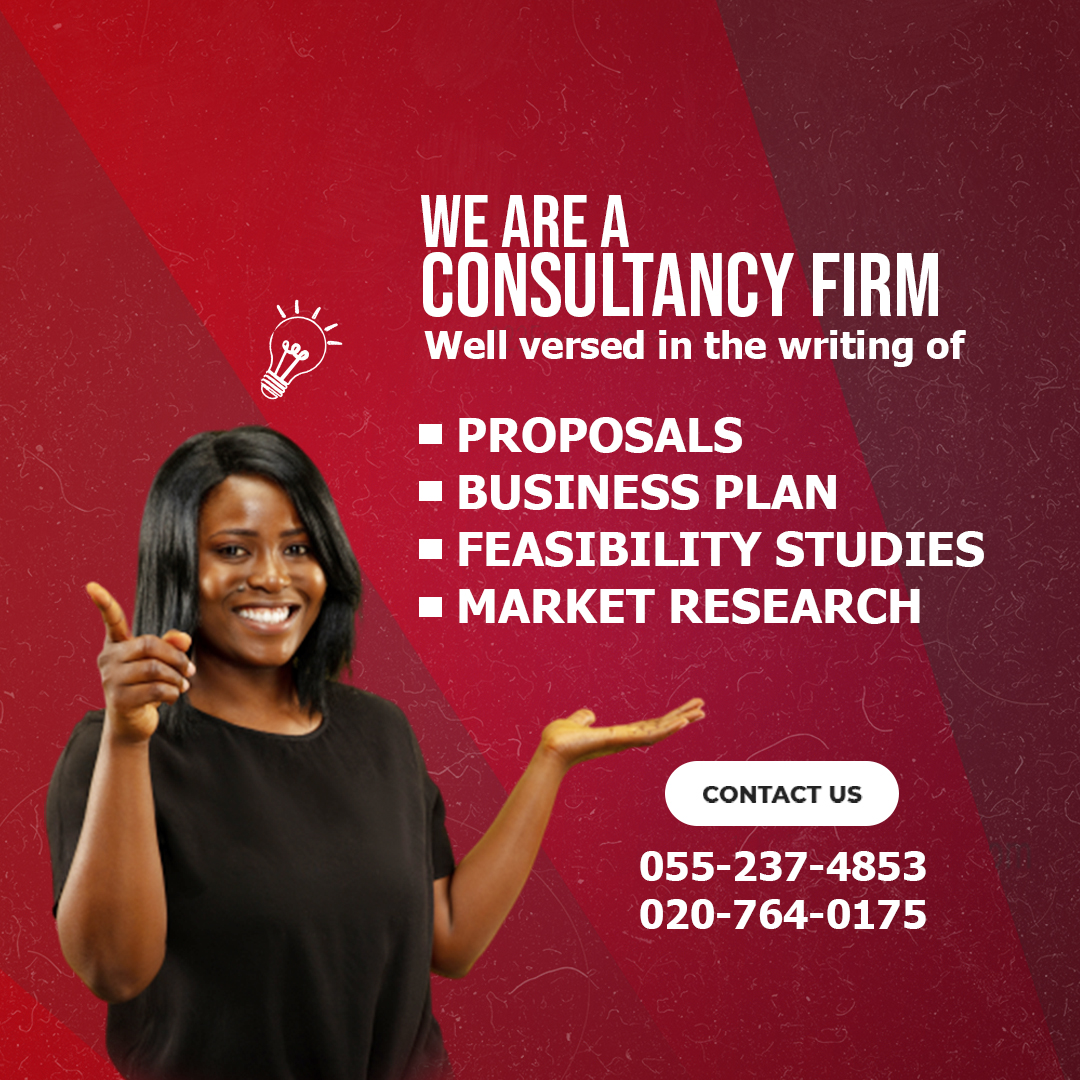 WE ARE A
CONSULTANCY FIRM
Well versed in the writing of
PROPOSALS
BUSINESS PLAN
FEASIBILITY STUDIES
MARKET RESEARCH
CONTACT US
055-237-4853
020-764-0175